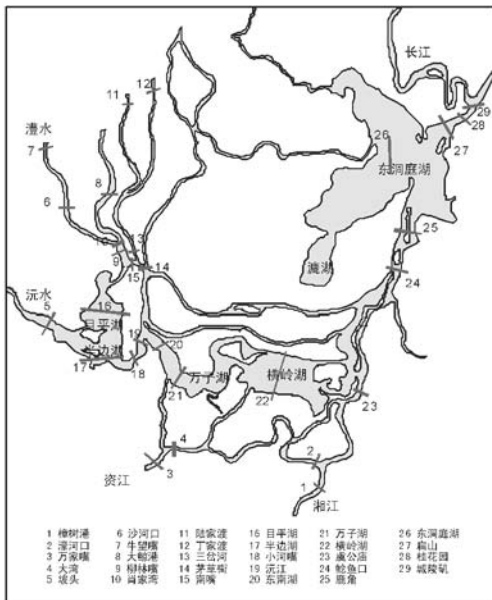 长江
12
11
29
28
澧水
26
27
7
东洞庭湖
8
6
25
13
10
9
漉湖
15
14
24
沅水
16
5
目平湖
19
20
半边湖
17
18
万子湖
横岭湖
21
22
23
4
2
资江
3
1
湘江
1 樟树港 6 沙河口 11 陆家渡 16 目平湖 21 万子湖 26 东洞庭湖
2 濠河口 7 牛望嘴 12 丁家渡 17 半边湖 22 横岭湖 27 扁山
3 万家嘴 8 大鲸港 13 三岔河 18 小河嘴 23 虞公庙 28 桂花园
4 大湾 9 柳林嘴 14 茅草街 19 沅江 24 鲶鱼口 29 城陵矶
5 坡头 10 肖家湾 15 南嘴 20 东南湖 25 鹿角